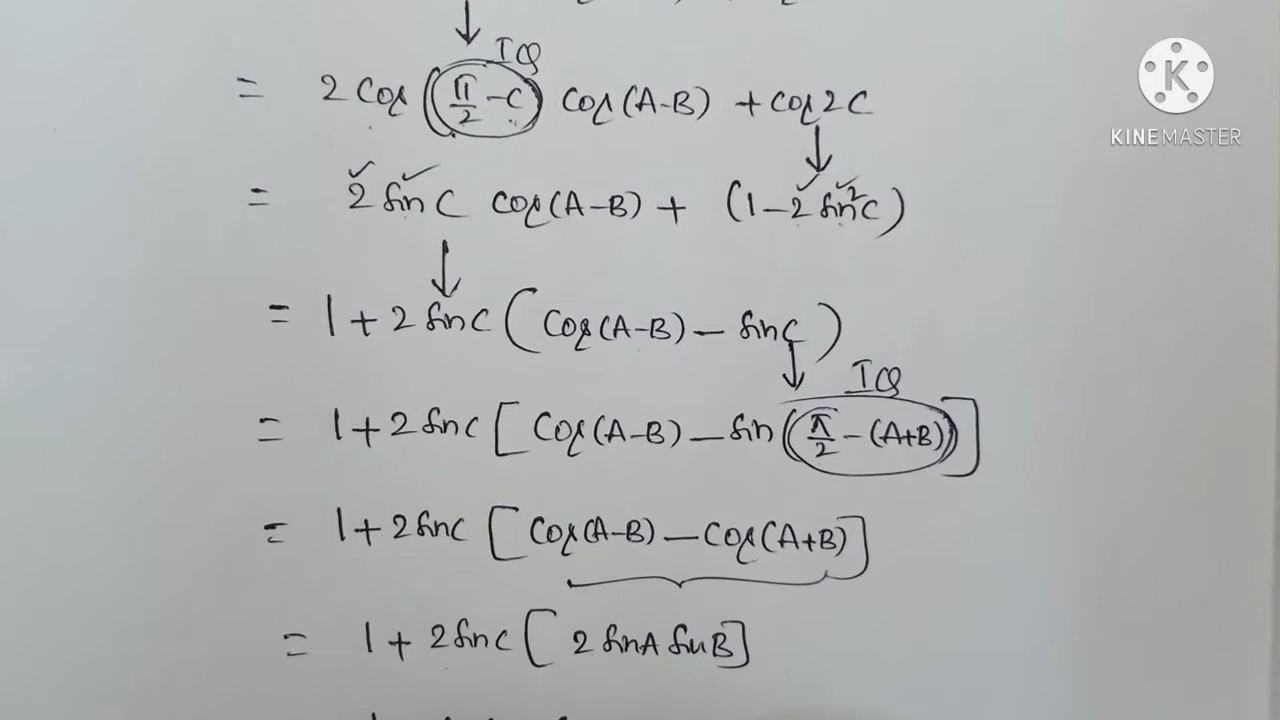 IQ
= 2 Cos (π/2 - C) Cos(A-B) + Cos 2C
= 2 Sin C Cos(A-B) + (1-2 Sin²C)
= 1 + 2 Sin C (Cos(A-B) - Sin C)
IQ
= 1 + 2 Sin C [Cos(A-B) - Sin (π/2 - (A+B))]
= 1 + 2 Sin C [Cos(A-B) - Cos(A+B)]
= 1 + 2 Sin C [2 Sin A Sin B]
K
KINEMASTER